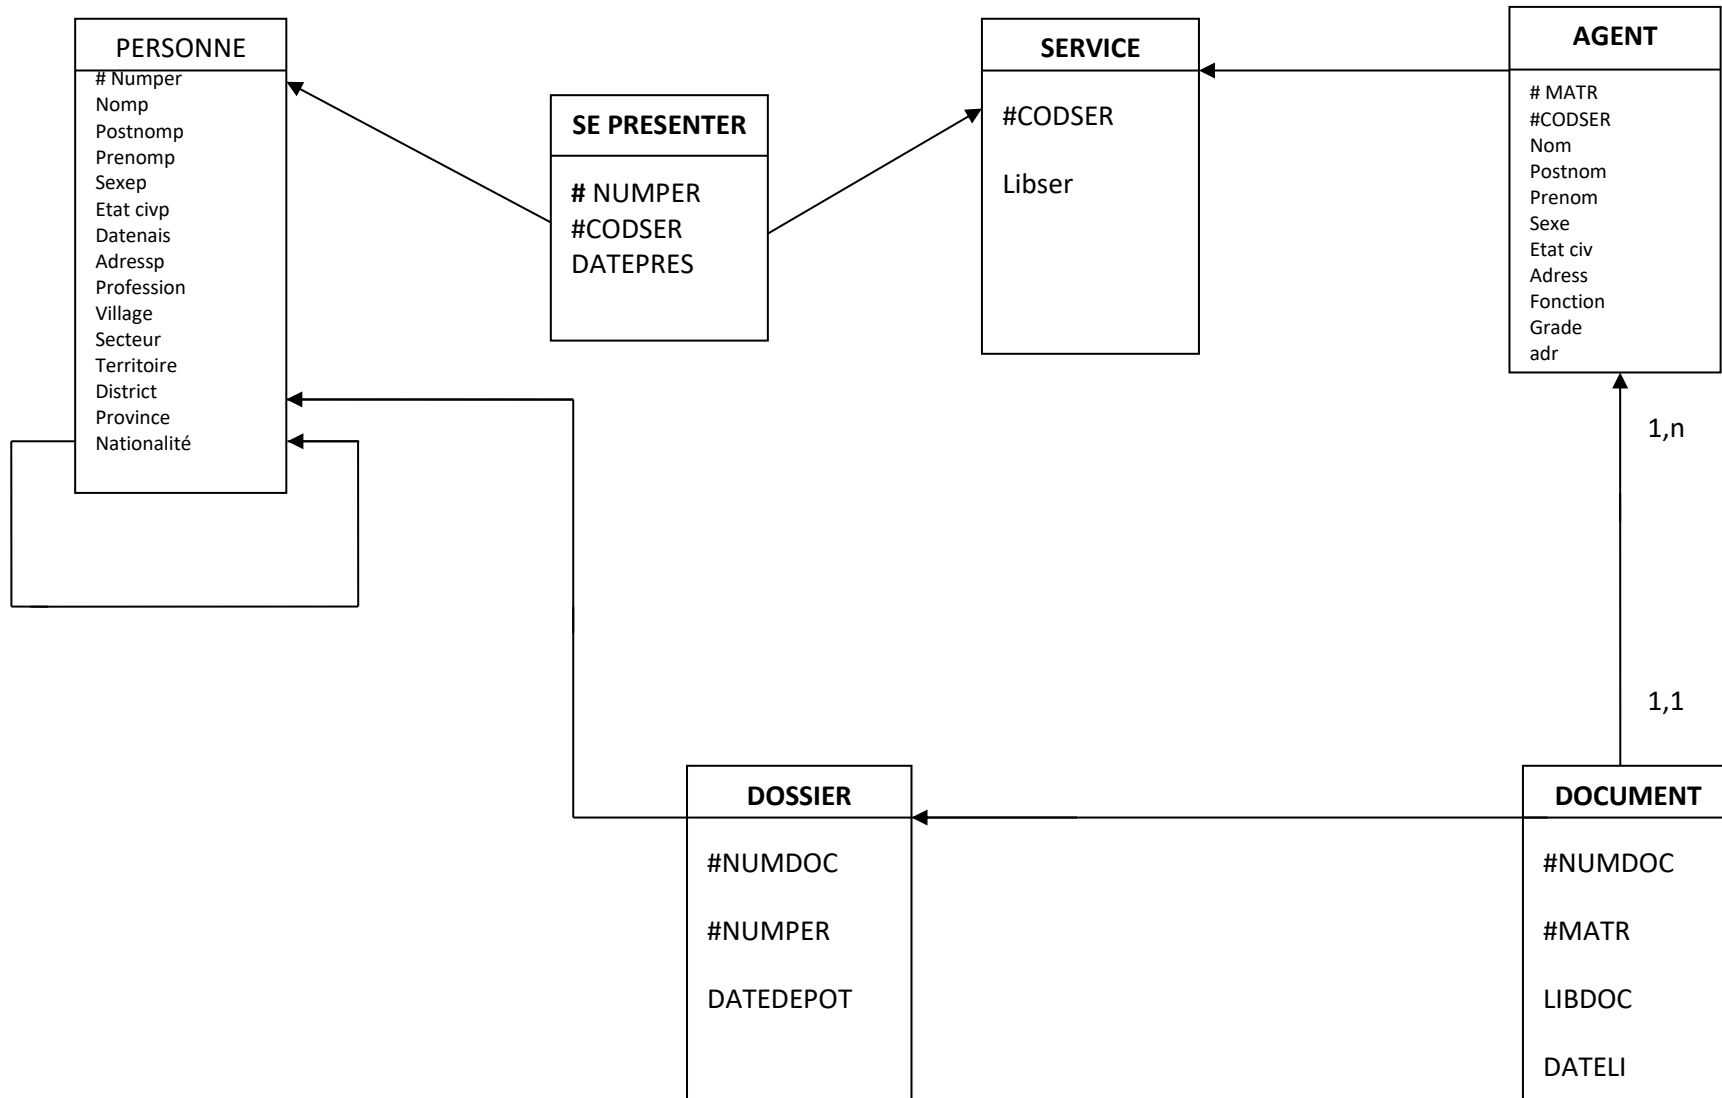 PERSONNE
# Numper
Nomp
Postnomp
Prenomp
Sexep
Etat civp
Datenais
Adressp
Profession
Village
Secteur
Territoire
District
Province
Nationalité
SE PRESENTER
# NUMPER
#CODSER
DATEPRES
SERVICE
#CODSER
Libser
AGENT
# MATR
#CODSER
Nom
Postnom
Prenom
Sexe
Etat civ
Adress
Fonction
Grade
adr
1,n
1,1
DOSSIER
#NUMDOC
#NUMPER
DATEDEPOT
DOCUMENT
#NUMDOC
#MATR
LIBDOC
DATELI